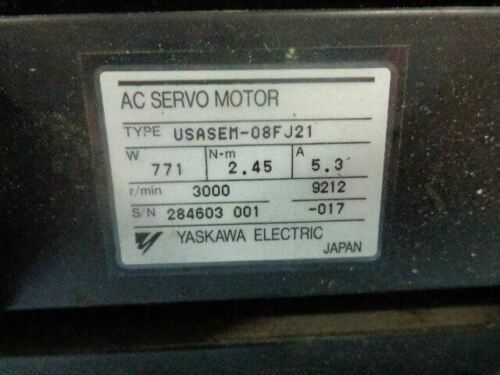 AC SERVO MOTOR
TYPE USASEM-08FJ21
W 771 N-m 2.45 A 5.3
r/min 3000 9212
S/N 284603 001 -017
YASKAWA ELECTRIC
JAPAN